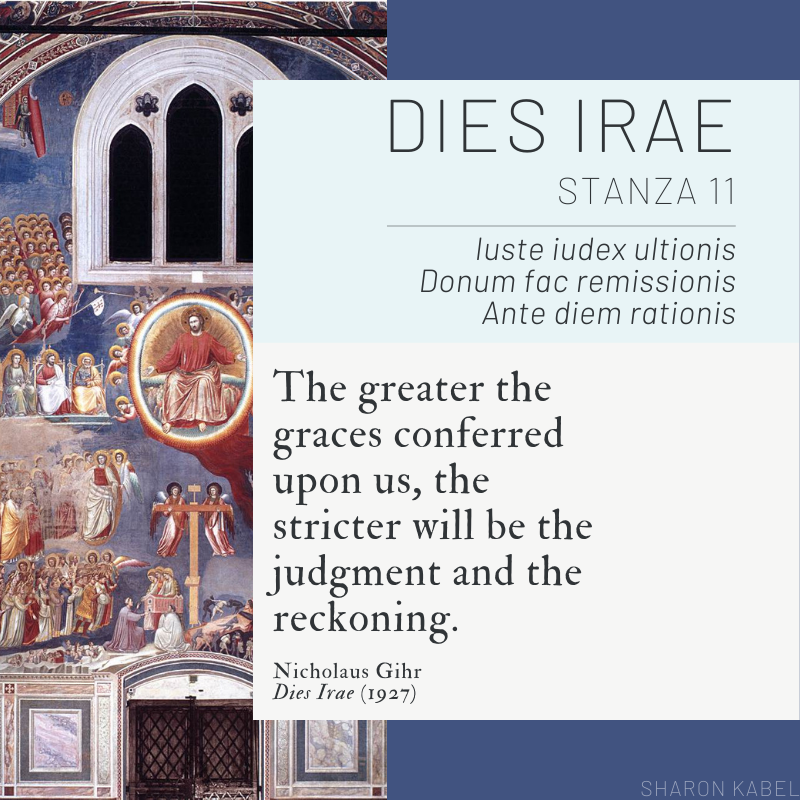 DIES IRAE
STANZA 11
Iuste iudex ultionis
Donum fac remissionis
Ante diem rationis
The greater the
graces conferred
upon us, the
stricter will be the
judgment and the
reckoning.
Nicholaus Gihr
Dies Irae (1927)
SHARON KABEL